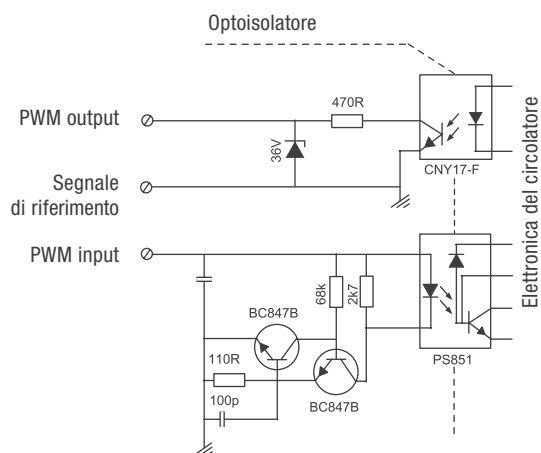 Optoisolatore
PWM output
470R
36V
Segnale
di riferimento
CNY17-F
Elettronica del circolatore
PWM input
68k
2k7
BC847B
110R
100p
BC847B
PS851